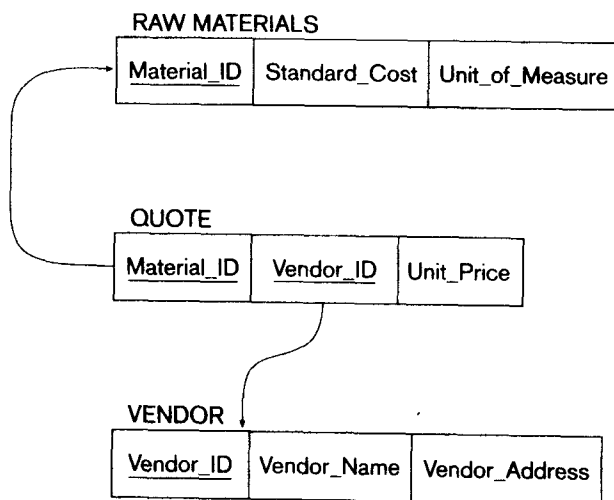 RAW MATERIALS
Material_ID Standard_Cost Unit_of_Measure
QUOTE
Material_ID Vendor_ID Unit_Price
VENDOR
Vendor_ID Vendor_Name Vendor_Address